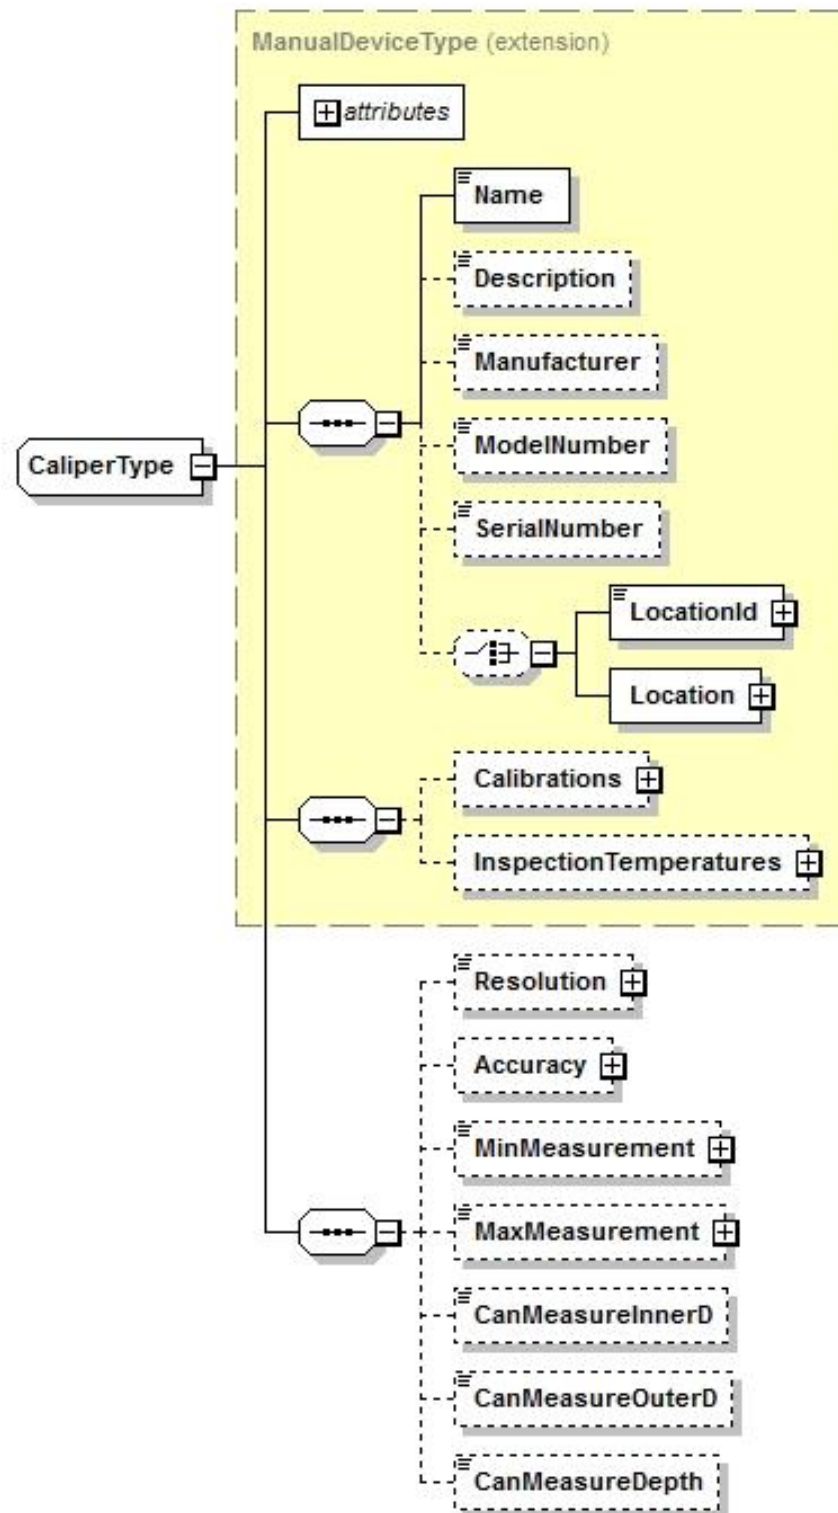 ManualDeviceType (extension)
attributes
Name
Description
Manufacturer
ModelNumber
SerialNumber
CaliperType
LocationId
Location
Calibrations
InspectionTemperatures
Resolution
Accuracy
MinMeasurement
MaxMeasurement
CanMeasureInnerD
CanMeasureOuterD
CanMeasureDepth